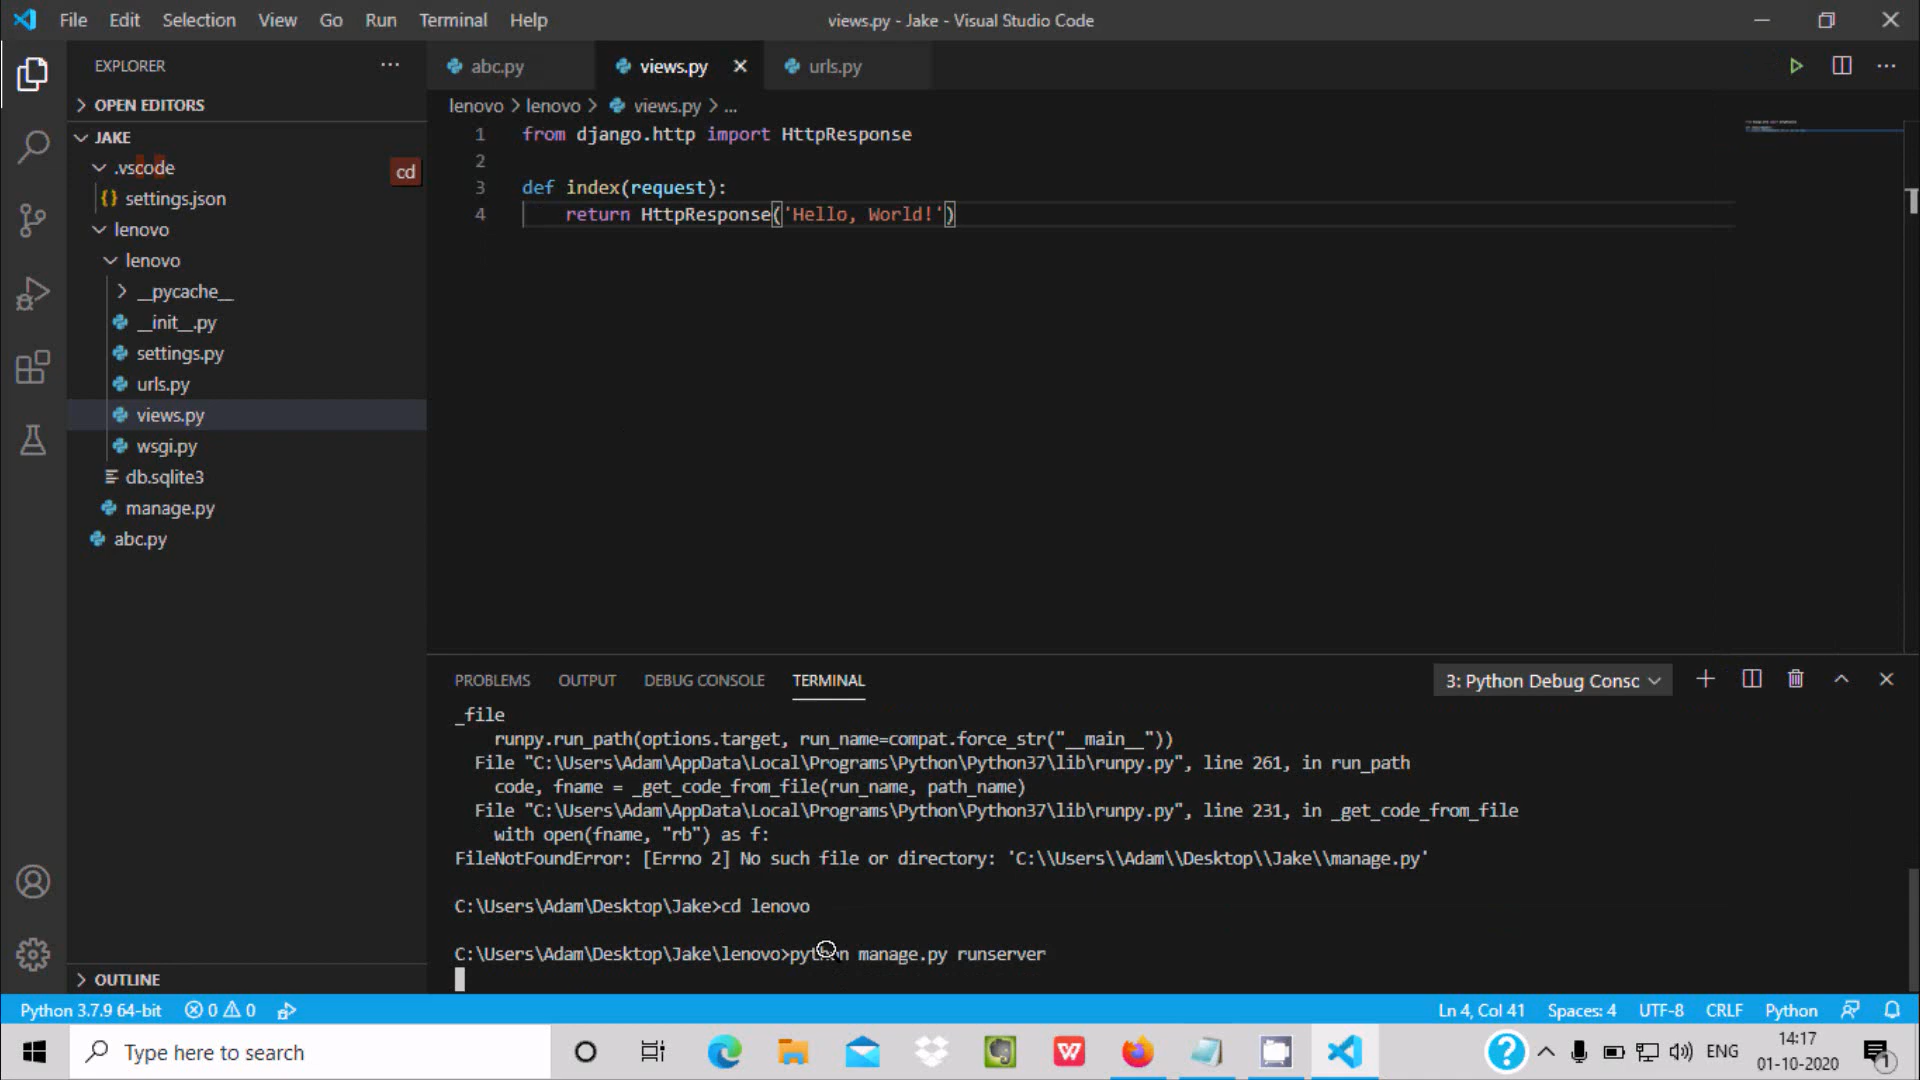 File Edit Selection View Go Run Terminal Help
views.py - Jake - Visual Studio Code
EXPLORER
OPEN EDITORS
JAKE
.vscode
cd
settings.json
lenovo
lenovo
__pycache__
__init__.py
settings.py
urls.py
views.py
wsgi.py
db.sqlite3
manage.py
abc.py
OUTLINE
abc.py views.py urls.py
lenovo > lenovo > views.py > ...
1 from django.http import HttpResponse
2
3 def index(request):
4 return HttpResponse('Hello, World!')
PROBLEMS OUTPUT DEBUG CONSOLE TERMINAL
3: Python Debug Consc
_file
runpy.run_path(options.target, run_name=compat.force_str("__main__"))
File "C:\Users\Adam\AppData\Local\Programs\Python\Python37\lib\runpy.py", line 261, in run_path
code, fname = _get_code_from_file(run_name, path_name)
File "C:\Users\Adam\AppData\Local\Programs\Python\Python37\lib\runpy.py", line 231, in _get_code_from_file
with open(fname, "rb") as f:
FileNotFoundError: [Errno 2] No such file or directory: 'C:\\Users\\Adam\\Desktop\\Jake\\manage.py'
C:\Users\Adam\Desktop\Jake>cd lenovo
C:\Users\Adam\Desktop\Jake\lenovo>python manage.py runserver
Python 3.7.9 64-bit 0 0
Ln 4, Col 41 Spaces: 4 UTF-8 CRLF Python
Type here to search
W
?
ENG
14:17
01-10-2020
1